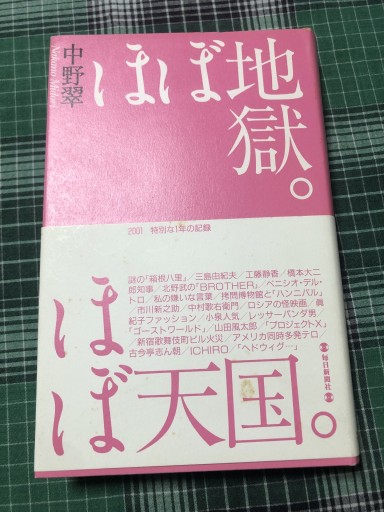 ほぼ地獄。
中野翠
Nakano Midori
2001 特別な1年の記録
謎の「箱根八里」／三島由紀夫／工藤静香／橋本大二
郎知事／北野武の「BROTHER」／ベニシオ・デル・
トロ／私の嫌いな言葉／拷問博物館と「ハンニバル」
／市川新之助／中村歌右衛門／ロシアの怪映画／眞
紀子ファッション／小泉人気／レッサーパンダ男／
「ゴーストワールド」／山田風太郎／「プロジェクトX」
／新宿歌舞伎町ビル火災／アメリカ同時多発テロ／
古今亭志ん朝／ICHIRO／「ヘドウィグ―」
毎日新聞社
ほぼ天国。